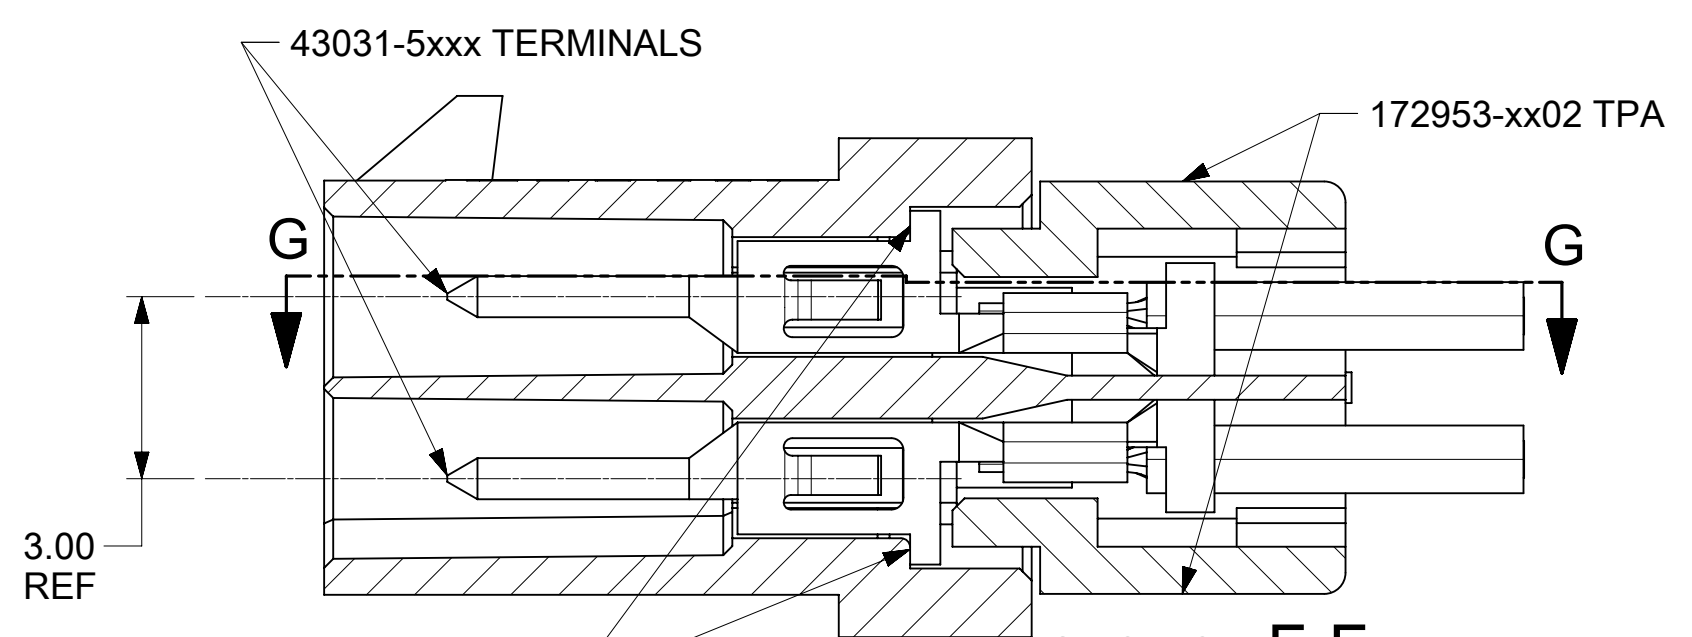 43031-5xxx TERMINALS
172953-xx02 TPA
G
G
3.00
REF